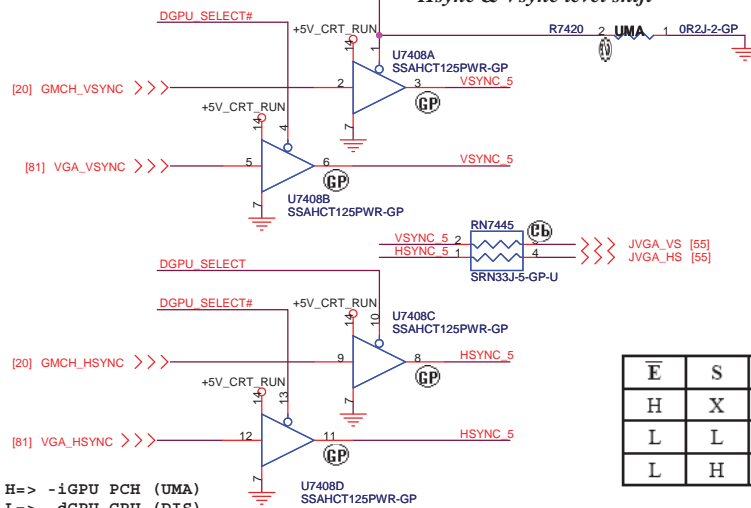 Hsync & Vsync level shift
DGPU_SELECT#
+5V_CRT_RUN
14
1
U7408A
SSAHCT125PWR-GP
R7420
2
UMA
1
0R2J-2-GP
[20] GMCH_VSYNC
2
3
VSYNC_5
GP
7
+5V_CRT_RUN
14
4
[81] VGA_VSYNC
5
6
VSYNC_5
GP
7
U7408B
SSAHCT125PWR-GP
RN7445
VSYNC_5
2
JVGA_VS [55]
HSYNC_5
1
4
JVGA_HS [55]
SRN33J-5-GP-U
DGPU_SELECT
DGPU_SELECT#
+5V_CRT_RUN
14
10
U7408C
SSAHCT125PWR-GP
[20] GMCH_HSYNC
9
8
HSYNC_5
GP
7
+5V_CRT_RUN
14
13
[81] VGA_HSYNC
12
11
HSYNC_5
GP
7
U7408D
SSAHCT125PWR-GP
E S
H X
L L
L H
H=> -iGPU PCH (UMA)
L=> -dGPU GPU (DIS)